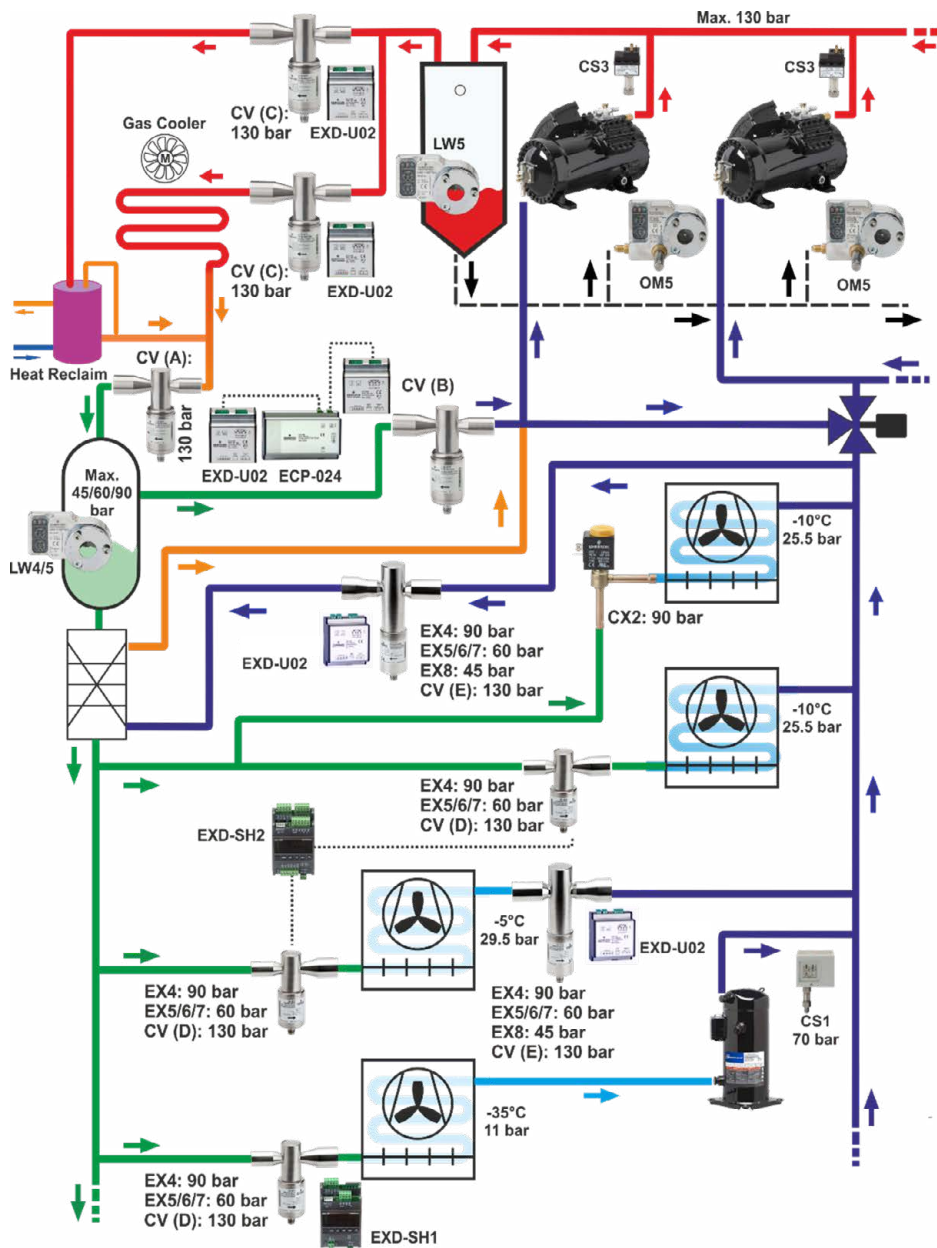 Max. 130 bar
CS3
CS3
CV (C):
130 bar
EXD-U02
Gas Cooler
M
LW5
CV (C):
130 bar
EXD-U02
OM5
OM5
Heat Reclaim
CV (A):
130 bar
EXD-U02
ECP-024
CV (B)
Max.
45/60/90
bar
LW4/5
-10°C
25.5 bar
CX2: 90 bar
EXD-U02
EX4: 90 bar
EX5/6/7: 60 bar
EX8: 45 bar
CV (E): 130 bar
-10°C
25.5 bar
EX4: 90 bar
EX5/6/7: 60 bar
CV (D): 130 bar
EXD-SH2
-5°C
29.5 bar
EXD-U02
EX4: 90 bar
EX5/6/7: 60 bar
CV (D): 130 bar
EX4: 90 bar
EX5/6/7: 60 bar
EX8: 45 bar
CV (E): 130 bar
CS1
70 bar
-35°C
11 bar
EX4: 90 bar
EX5/6/7: 60 bar
CV (D): 130 bar
EXD-SH1